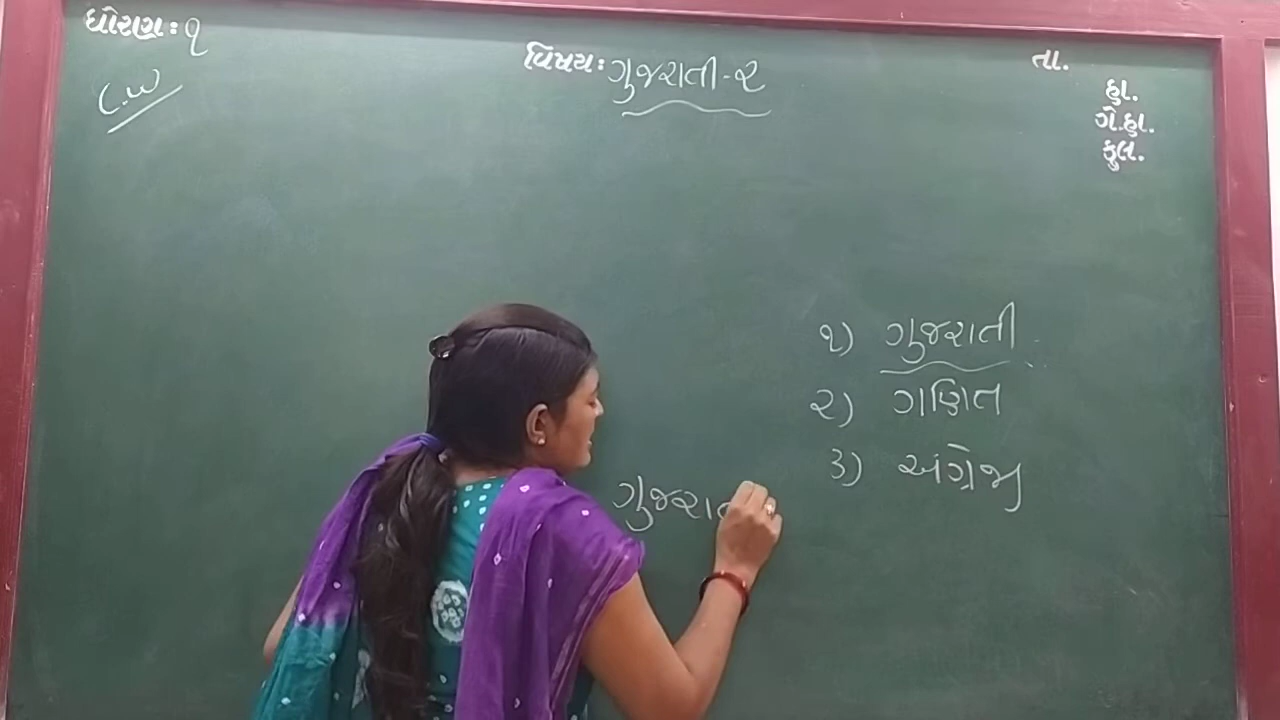 ધોરણ: ૧
વિષય: ગુજરાતી-૨
તા.
હા.
ગે.હા.
કુલ.
C.W
૧) ગુજરાતી
૨) ગણિત
૩) અંગ્રેજી
ગુજરાત